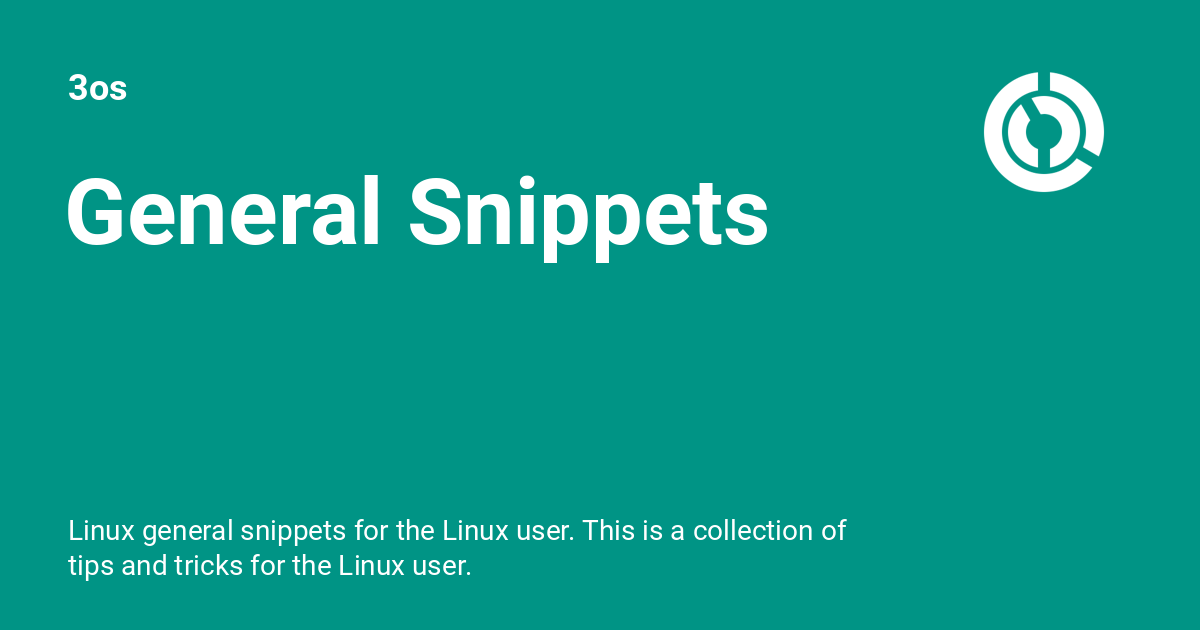 3os
General Snippets
Linux general snippets for the Linux user. This is a collection of
tips and tricks for the Linux user.